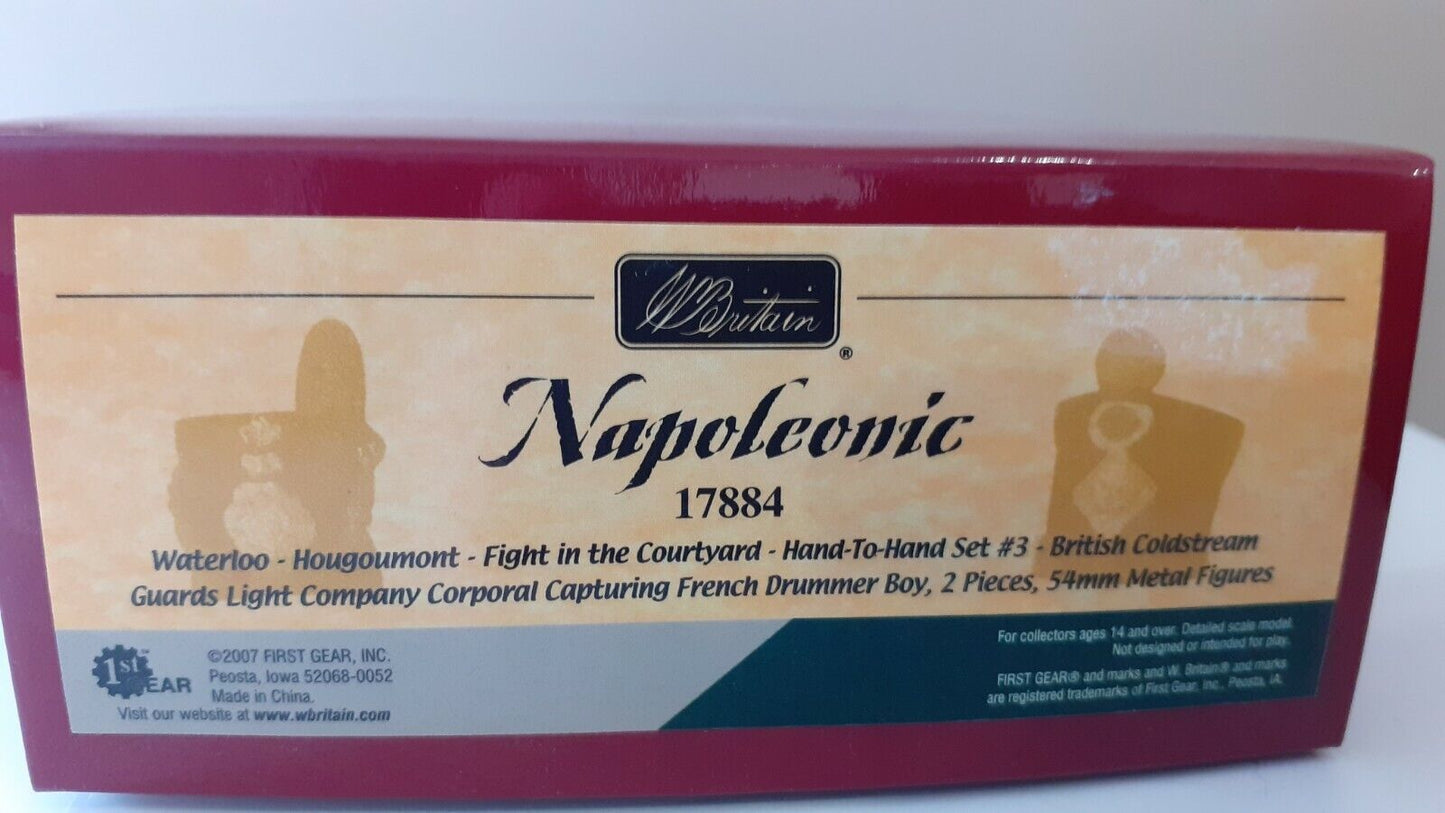 W Britain ®
Napoleonic
17884
Waterloo - Hougoumont - Fight in the Courtyard - Hand-To-Hand Set #3 - British Coldstream
Guards Light Company Corporal Capturing French Drummer Boy, 2 Pieces, 54mm Metal Figures
1ST GEAR ™
©2007 FIRST GEAR, INC.
Peosta, Iowa 52068-0052
Made in China.
Visit our website at www.wbritain.com
For collectors ages 14 and over. Detailed scale model.
Not designed or intended for play.
FIRST GEAR® and marks and W. Britain® and marks
are registered trademarks of First Gear, Inc., Peosta, IA.